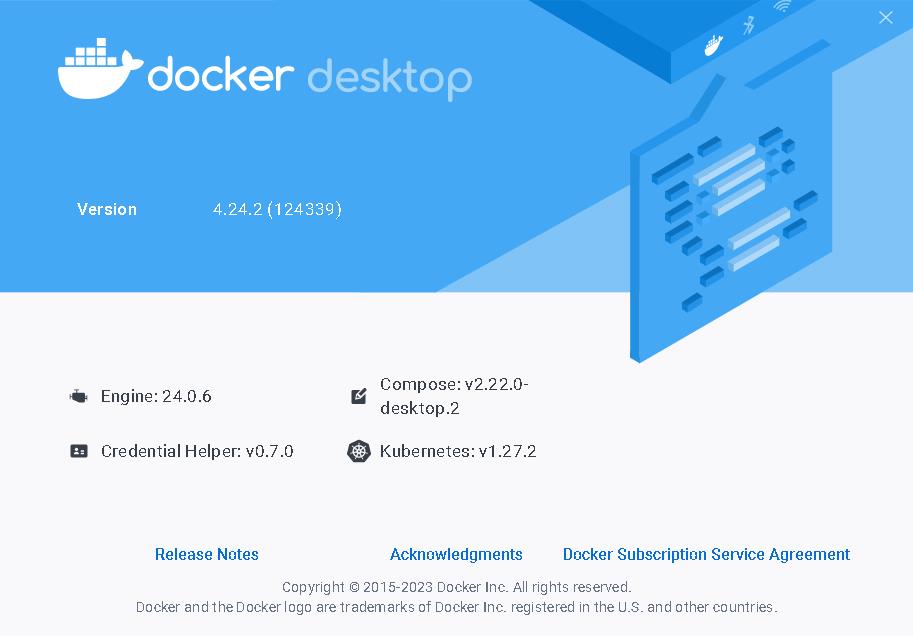 docker desktop
Version 4.24.2 (124339)
Engine: 24.0.6
Compose: v2.22.0-
desktop.2
Credential Helper: v0.7.0
Kubernetes: v1.27.2
Release Notes
Acknowledgments
Docker Subscription Service Agreement
Copyright © 2015-2023 Docker Inc. All rights reserved.
Docker and the Docker logo are trademarks of Docker Inc. registered in the U.S. and other countries.